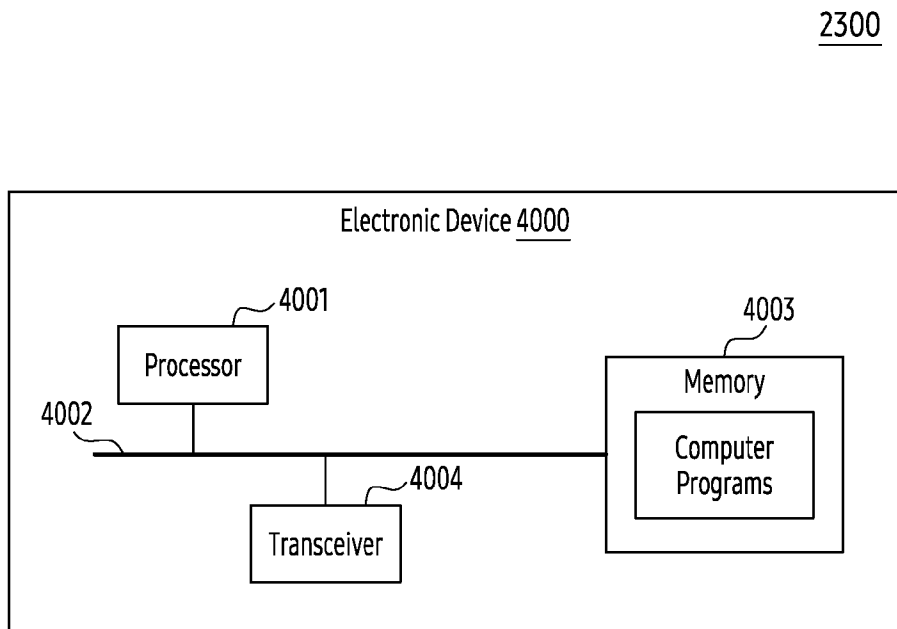 2300
Electronic Device 4000
4001
Processor
4003
Memory
4002
Computer
Programs
4004
Transceiver